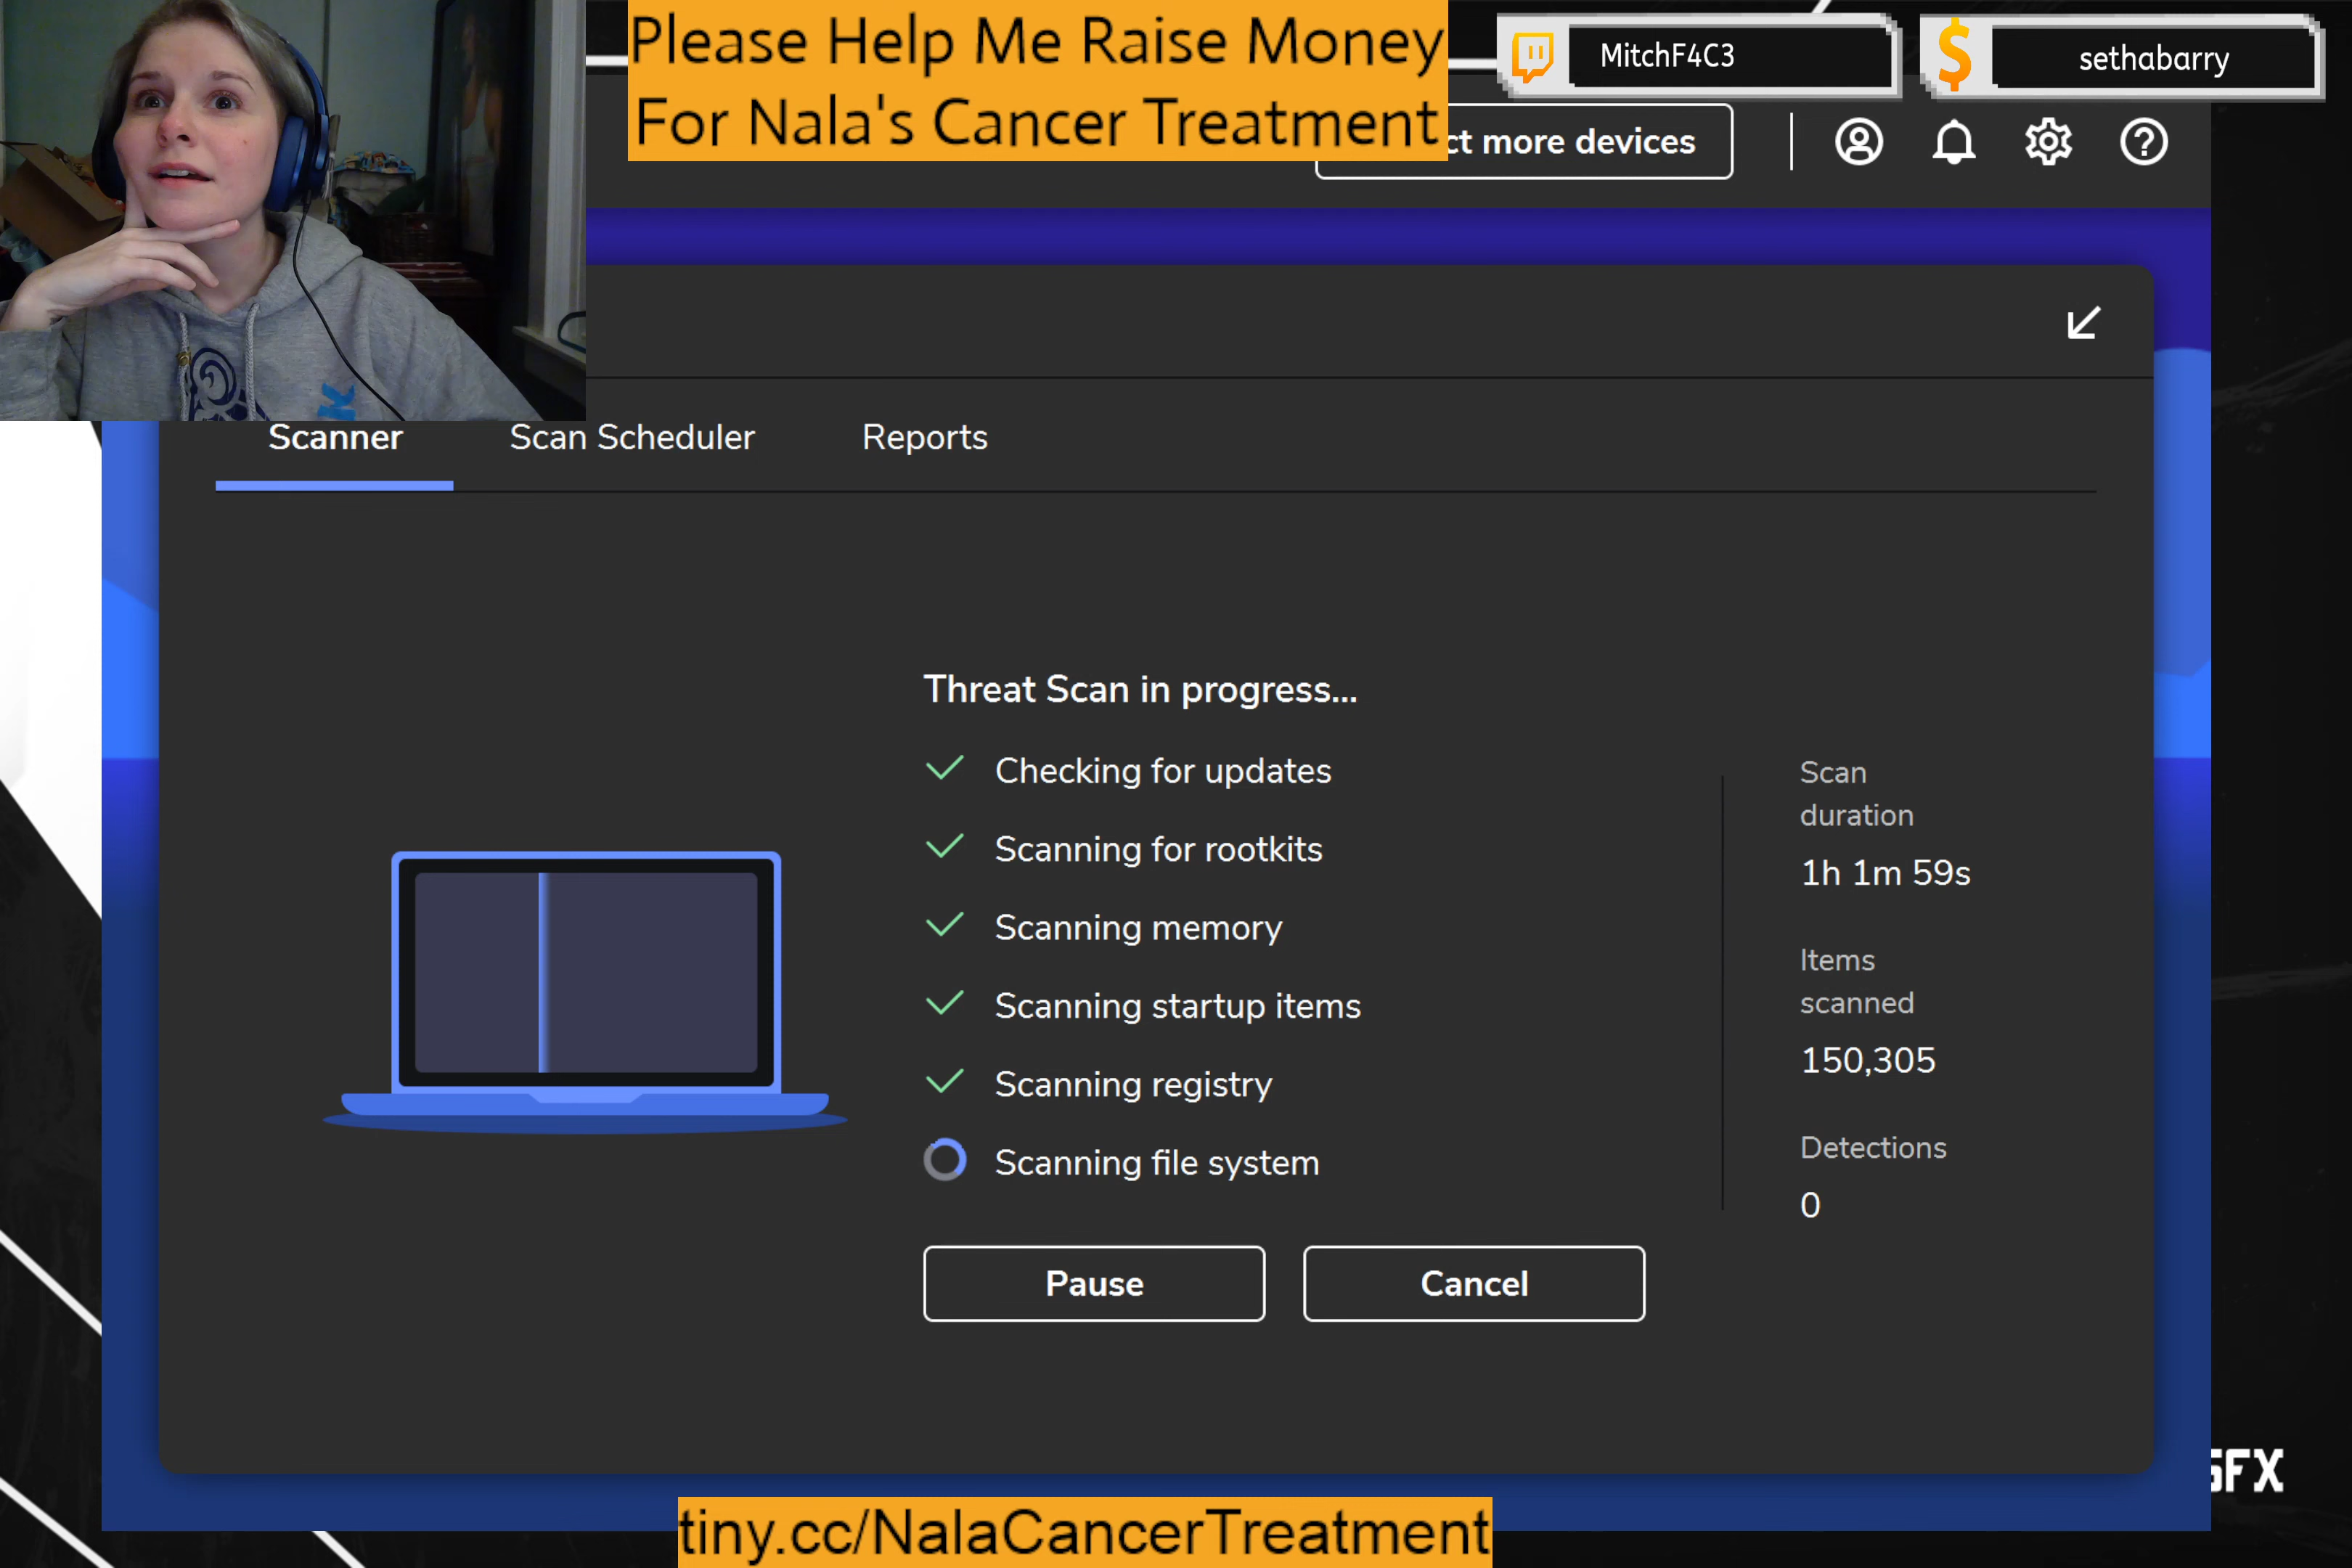 Please Help Me Raise Money
For Nala's Cancer Treatment
MitchF4C3
sethabarry
more devices
Scanner
Scan Scheduler
Reports
Threat Scan in progress...
Checking for updates
Scanning for rootkits
Scanning memory
Scanning startup items
Scanning registry
Scanning file system
Pause
Cancel
Scan
duration
1h 1m 59s
Items
scanned
150,305
Detections
0
tiny.cc/NalaCancerTreatment